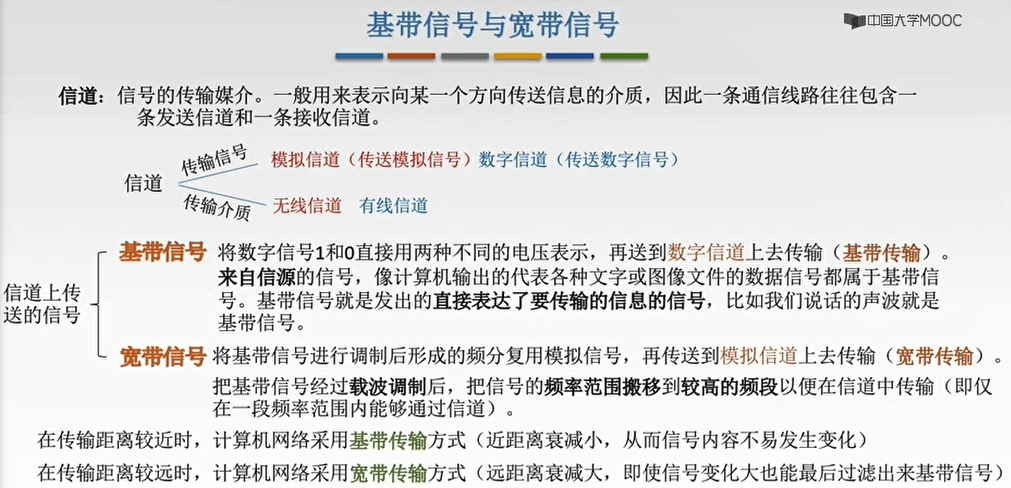 基带信号与宽带信号
中国大学MOOC
信道：信号的传输媒介。一般用来表示向某一个方向传送信息的介质，因此一条通信线路往往包含一
条发送信道和一条接收信道。
传输信号
模拟信道（传送模拟信号）数字信道（传送数字信号）
信道
传输介质
无线信道 有线信道
基带信号 将数字信号1和0直接用两种不同的电压表示，再送到数字信道上去传输（基带传输）。
来自信源的信号，像计算机输出的代表各种文字或图像文件的数据信号都属于基带信
号。基带信号就是发出的直接表达了要传输的信息的信号，比如我们说话的声波就是
基带信号。
信道上传
送的信号
宽带信号 将基带信号进行调制后形成的频分复用模拟信号，再传送到模拟信道上去传输（宽带传输）。
把基带信号经过载波调制后，把信号的频率范围搬移到较高的频段以便在信道中传输（即仅
在一段频率范围内能够通过信道）。
在传输距离较近时，计算机网络采用基带传输方式（近距离衰减小，从而信号内容不易发生变化）
在传输距离较远时，计算机网络采用宽带传输方式（远距离衰减大，即使信号变化大也能最后过滤出来基带信号）